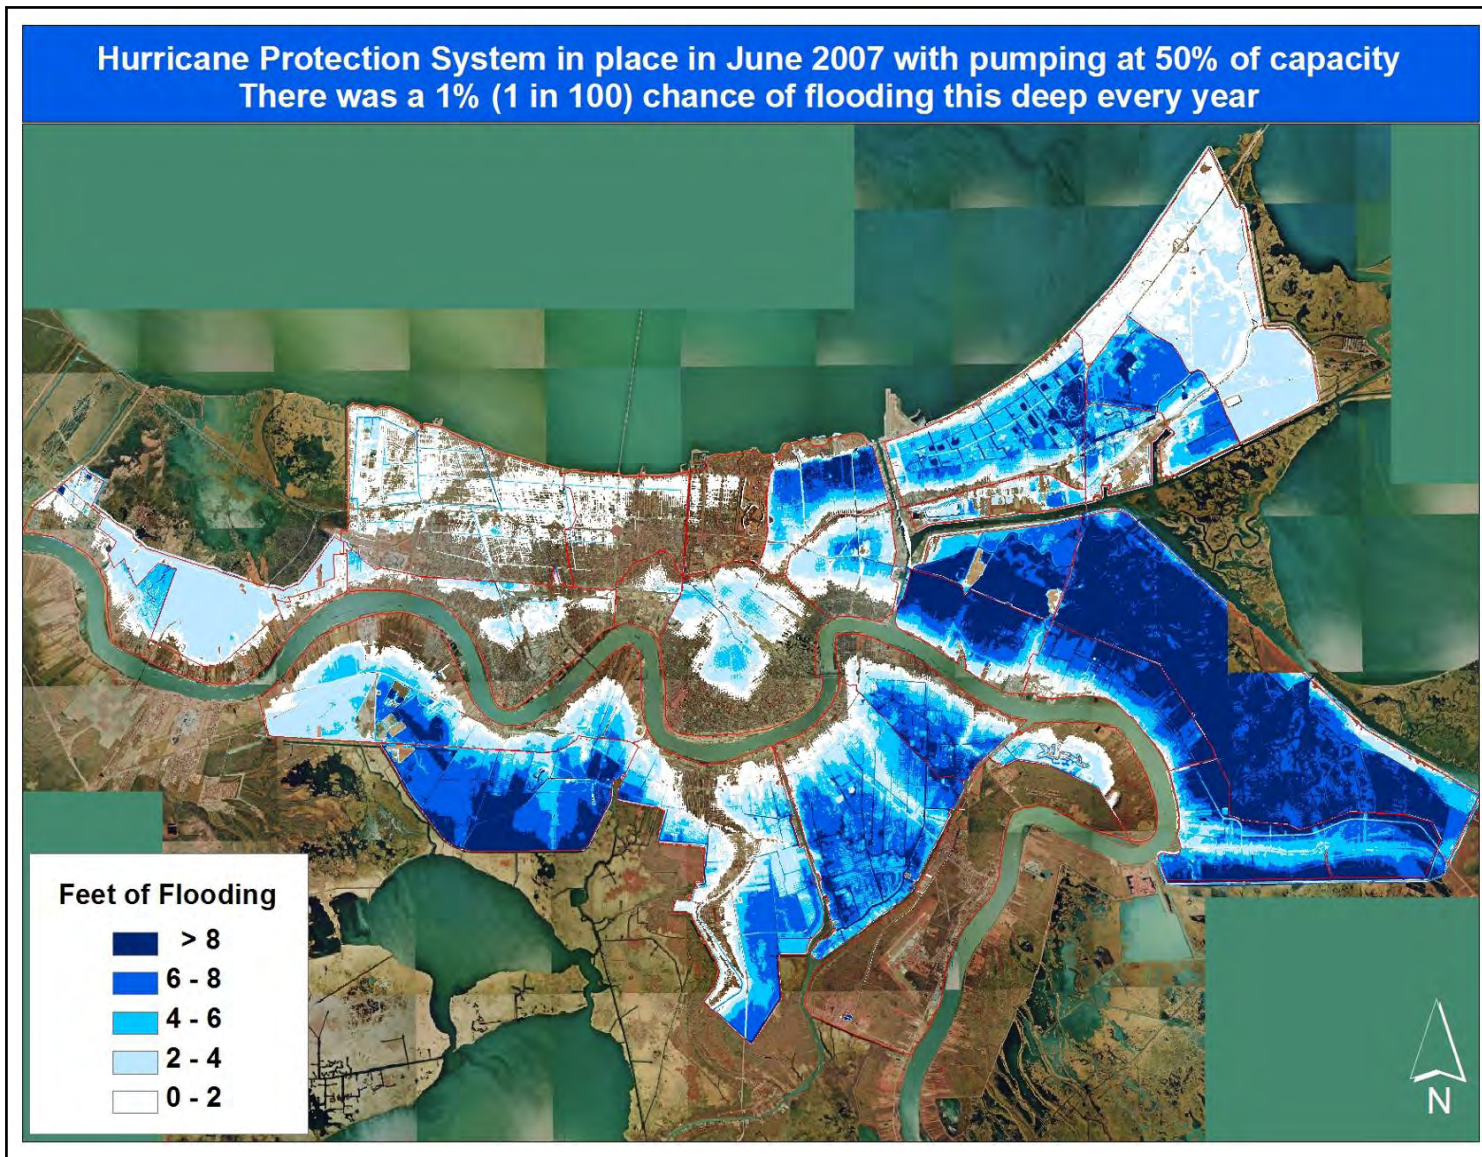 Hurricane Protection System in place in June 2007 with pumping at 50% of capacity
There was a 1% (1 in 100) chance of flooding this deep every year
Feet of Flooding
> 8
6 - 8
4 - 6
2 - 4
0 - 2
N